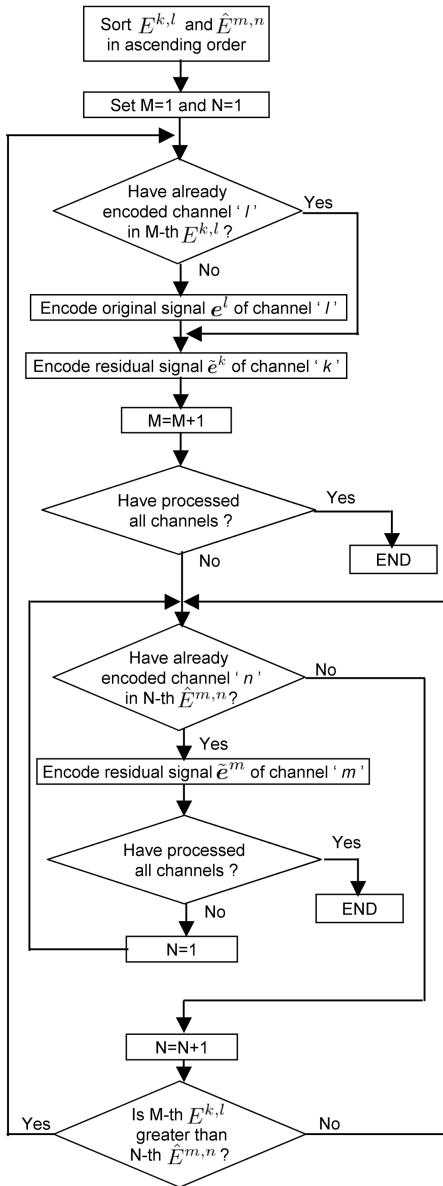 Sort E^{k,l} and Ê^{m,n}
in ascending order
Set M=1 and N=1
Have already
encoded channel ‘ l ’
in M-th E^{k,l} ?
Yes
No
Encode original signal e^l of channel ‘ l ’
Encode residual signal ẽ^k of channel ‘ k ’
M=M+1
Have processed
all channels ?
Yes
No
END
Have already
encoded channel ‘ n ’
in N-th Ê^{m,n}?
No
Yes
Encode residual signal ẽ^m of channel ‘ m ’
Have processed
all channels ?
Yes
No
END
N=1
N=N+1
Is M-th E^{k,l}
greater than
N-th Ê^{m,n} ?
Yes
No